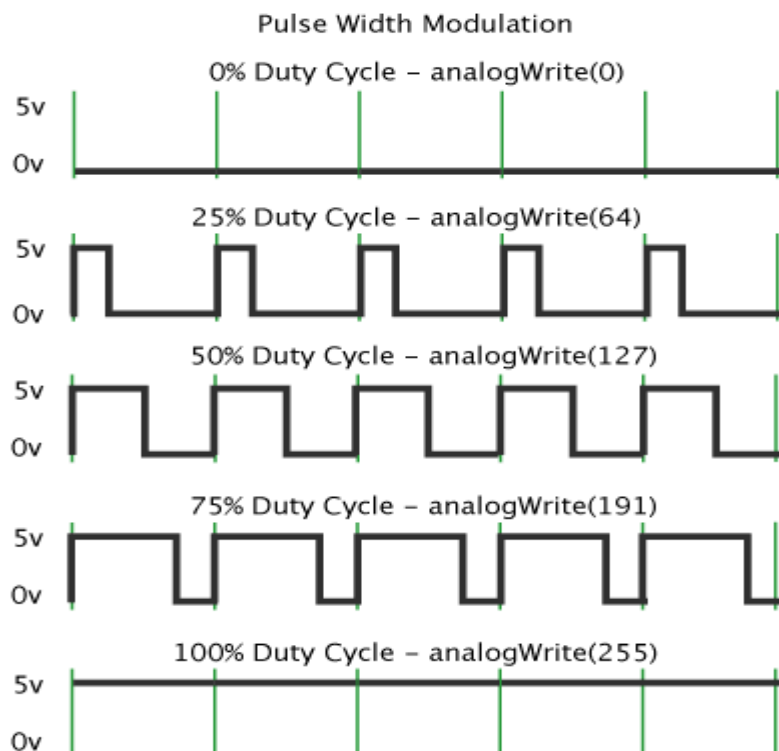 Pulse Width Modulation
0% Duty Cycle – analogWrite(0)
5v
0v
25% Duty Cycle – analogWrite(64)
5v
0v
50% Duty Cycle – analogWrite(127)
5v
0v
75% Duty Cycle – analogWrite(191)
5v
0v
100% Duty Cycle – analogWrite(255)
5v
0v